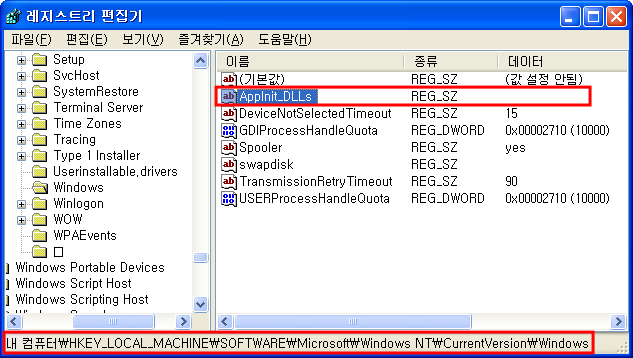 레지스트리 편집기
파일(F) 편집(E) 보기(V) 즐겨찾기(A) 도움말(H)
Setup
SvcHost
SystemRestore
Terminal Server
Time Zones
Tracing
Type 1 Installer
Userinstallable,drivers
Windows
Winlogon
WOW
WPAEvents
Windows Portable Devices
Windows Script Host
Windows Scripting Host
이름 종류 데이터
(기본값) REG_SZ (값 설정 안됨)
AppInit_DLLs REG_SZ
DeviceNotSelectedTimeout REG_SZ 15
GDIProcessHandleQuota REG_DWORD 0x00002710 (10000)
Spooler REG_SZ yes
swapdisk REG_SZ
TransmissionRetryTimeout REG_SZ 90
USERProcessHandleQuota REG_DWORD 0x00002710 (10000)
내 컴퓨터₩HKEY_LOCAL_MACHINE₩SOFTWARE₩Microsoft₩Windows NT₩CurrentVersion₩Windows